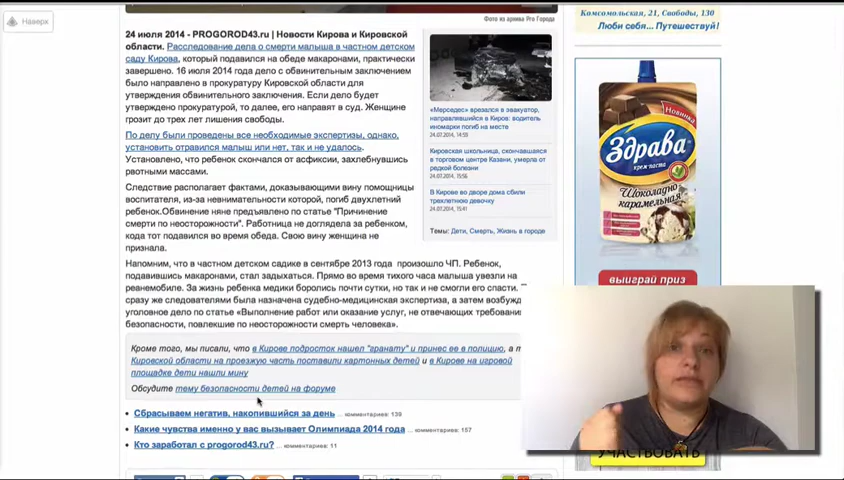 Наверх
Фото из архива Pro Города
24 июля 2014 - PROGOROD43.ru | Новости Кирова и Кировской
области. Расследование дела о смерти малыша в частном детском
саду Кирова, который подавился на обеде макаронами, практически
завершено. 16 июля 2014 года дело с обвинительным заключением
было направлено в прокуратуру Кировской области для
утверждения обвинительного заключения. Если дело будет
утверждено прокуратурой, то далее, его направят в суд. Женщине
грозит до трех лет лишения свободы.
По делу были проведены все необходимые экспертизы, однако,
установить отравился малыш или нет, так и не удалось.
Установлено, что ребенок скончался от асфиксии, захлебнувшись
рвотными массами.
Следствие располагает фактами, доказывающими вину помощницы
воспитателя, из-за невнимательности которой, погиб двухлетний
ребенок.Обвинение няне предъявлено по статье "Причинение
смерти по неосторожности". Работница не доглядела за ребенком,
кода тот подавился во время обеда. Свою вину женщина не
признала.
Напомним, что в частном детском садике в сентябре 2013 года произошло ЧП. Ребенок,
подавившись макаронами, стал задыхаться. Прямо во время тихого часа малыша увезли на
реанемобиле. За жизнь ребенка медики боролись почти сутки, но так и не смогли его спасти.
сразу же следователями была назначена судебно-медицинская экспертиза, а затем возбужд
уголовное дело по статье «Выполнение работ или оказание услуг, не отвечающих требовани
безопасности, повлекшие по неосторожности смерть человека».
Кроме того, мы писали, что в Кирове подросток нашел "гранату" и принес ее в полицию, а т
Кировской области на проезжую часть поставили картонных детей и в Кирове на игровой
площадке дети нашли мину
Обсудите тему безопасности детей на форуме
Сбрасываем негатив, накопившийся за день ... комментариев: 139
Какие чувства именно у вас вызывает Олимпиада 2014 года ... комментариев: 157
Кто заработал с progorod43.ru? ... комментариев: 11
«Мерседес» врезался в эвакуатор,
направлявшийся в Киров: водитель
иномарки погиб на месте
24.07.2014, 14:59
Кировская школьница, скончавшаяся
в торговом центре Казани, умерла от
редкой болезни
24.07.2014, 15:56
В Кирове во дворе дома сбили
трехлетнюю девочку
24.07.2014, 15:41
Темы: Дети, Смерть, Жизнь в городе
Комсомольская, 21, Свободы, 130
Люби себя... Путешествуй!
Новинка
Здрава
крем-паста
Шоколадно
карамельная
выиграй приз
УЧАСТВОВАТЬ